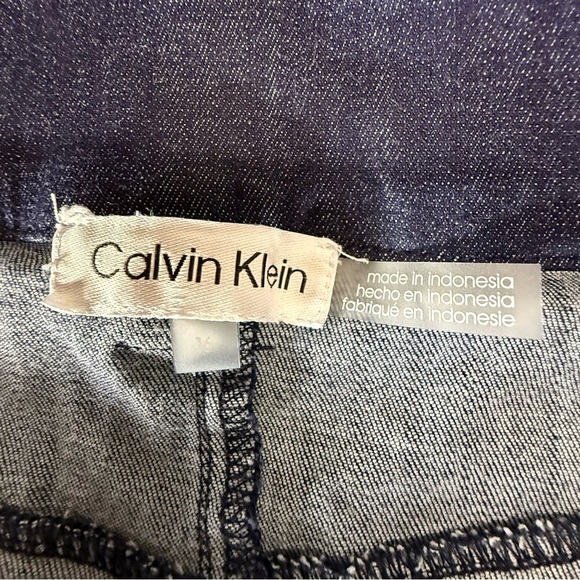 Calvin Klein
made in indonesia
hecho en indonesia
fabriqué en indonesie